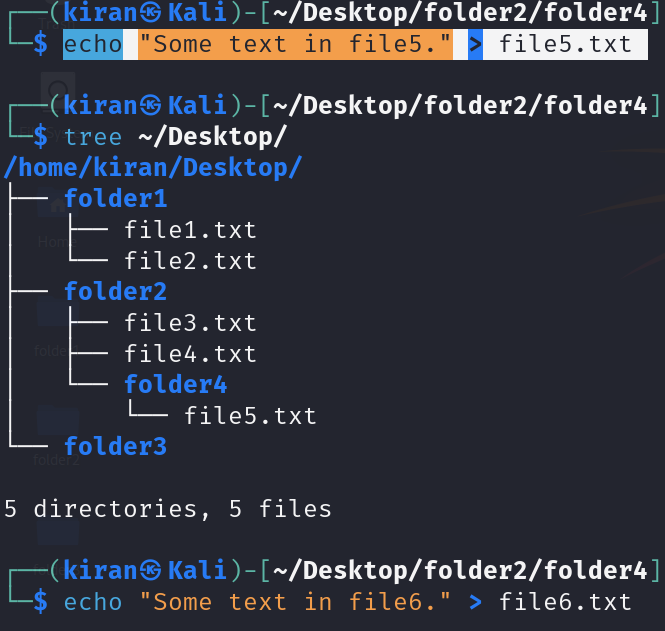 ┌──(kiran㉿Kali)-[~/Desktop/folder2/folder4]
└─$ echo "Some text in file5." > file5.txt
┌──(kiran㉿Kali)-[~/Desktop/folder2/folder4]
└─$ tree ~/Desktop/
/home/kiran/Desktop/
├── folder1
│   ├── file1.txt
│   └── file2.txt
├── folder2
│   ├── file3.txt
│   ├── file4.txt
│   └── folder4
│       └── file5.txt
└── folder3
5 directories, 5 files
┌──(kiran㉿Kali)-[~/Desktop/folder2/folder4]
└─$ echo "Some text in file6." > file6.txt